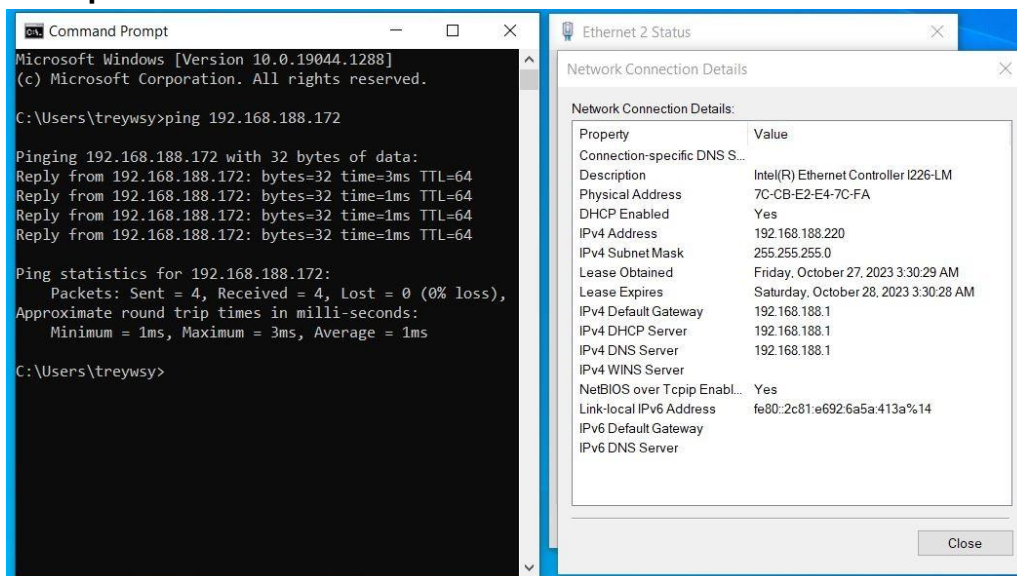 Command Prompt
Microsoft Windows [Version 10.0.19044.1288]
(c) Microsoft Corporation. All rights reserved.
C:\Users\treywsy>ping 192.168.188.172
Pinging 192.168.188.172 with 32 bytes of data:
Reply from 192.168.188.172: bytes=32 time=3ms TTL=64
Reply from 192.168.188.172: bytes=32 time=1ms TTL=64
Reply from 192.168.188.172: bytes=32 time=1ms TTL=64
Reply from 192.168.188.172: bytes=32 time=1ms TTL=64
Ping statistics for 192.168.188.172:
Packets: Sent = 4, Received = 4, Lost = 0 (0% loss),
Approximate round trip times in milli-seconds:
Minimum = 1ms, Maximum = 3ms, Average = 1ms
C:\Users\treywsy>
Ethernet 2 Status
Network Connection Details
Network Connection Details:
Property Value
Connection-specific DNS S...
Description Intel(R) Ethernet Controller I226-LM
Physical Address 7C-CB-E2-E4-7C-FA
DHCP Enabled Yes
IPv4 Address 192.168.188.220
IPv4 Subnet Mask 255.255.255.0
Lease Obtained Friday, October 27, 2023 3:30:29 AM
Lease Expires Saturday, October 28, 2023 3:30:28 AM
IPv4 Default Gateway 192.168.188.1
IPv4 DHCP Server 192.168.188.1
IPv4 DNS Server 192.168.188.1
IPv4 WINS Server
NetBIOS over Tcpip Enabl... Yes
Link-local IPv6 Address fe80::2c81:e692:6a5a:413a%14
IPv6 Default Gateway
IPv6 DNS Server
Close